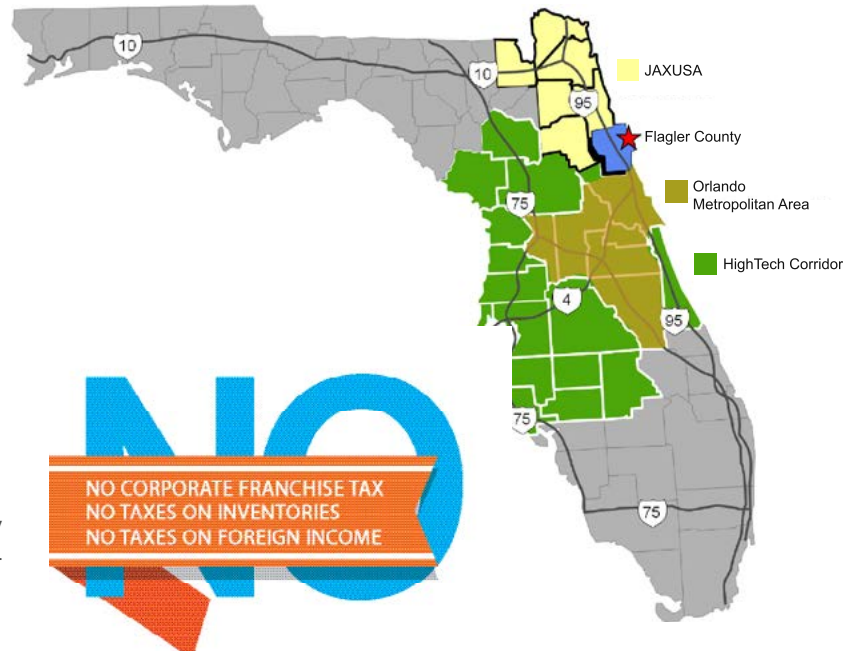 10
10
JAXUSA
95
Flagler County
Orlando
Metropolitan Area
75
HighTech Corridor
4
95
75
NO
NO CORPORATE FRANCHISE TAX
NO TAXES ON INVENTORIES
NO TAXES ON FOREIGN INCOME
75